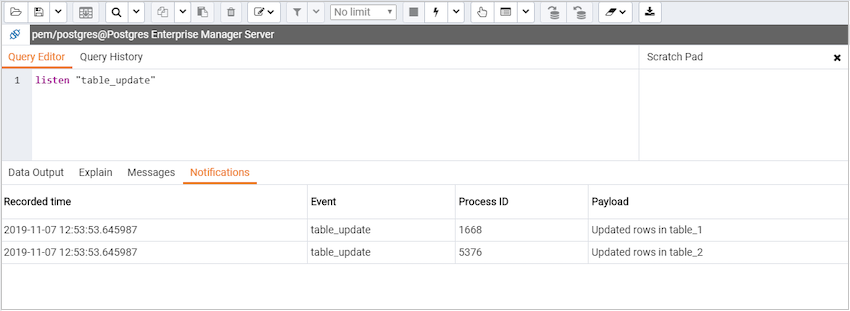 No limit
pem/postgres@Postgres Enterprise Manager Server
Query Editor Query History Scratch Pad
1 listen "table_update"
Data Output Explain Messages Notifications
Recorded time Event Process ID Payload
2019-11-07 12:53:53.645987 table_update 1668 Updated rows in table_1
2019-11-07 12:53:53.645987 table_update 5376 Updated rows in table_2